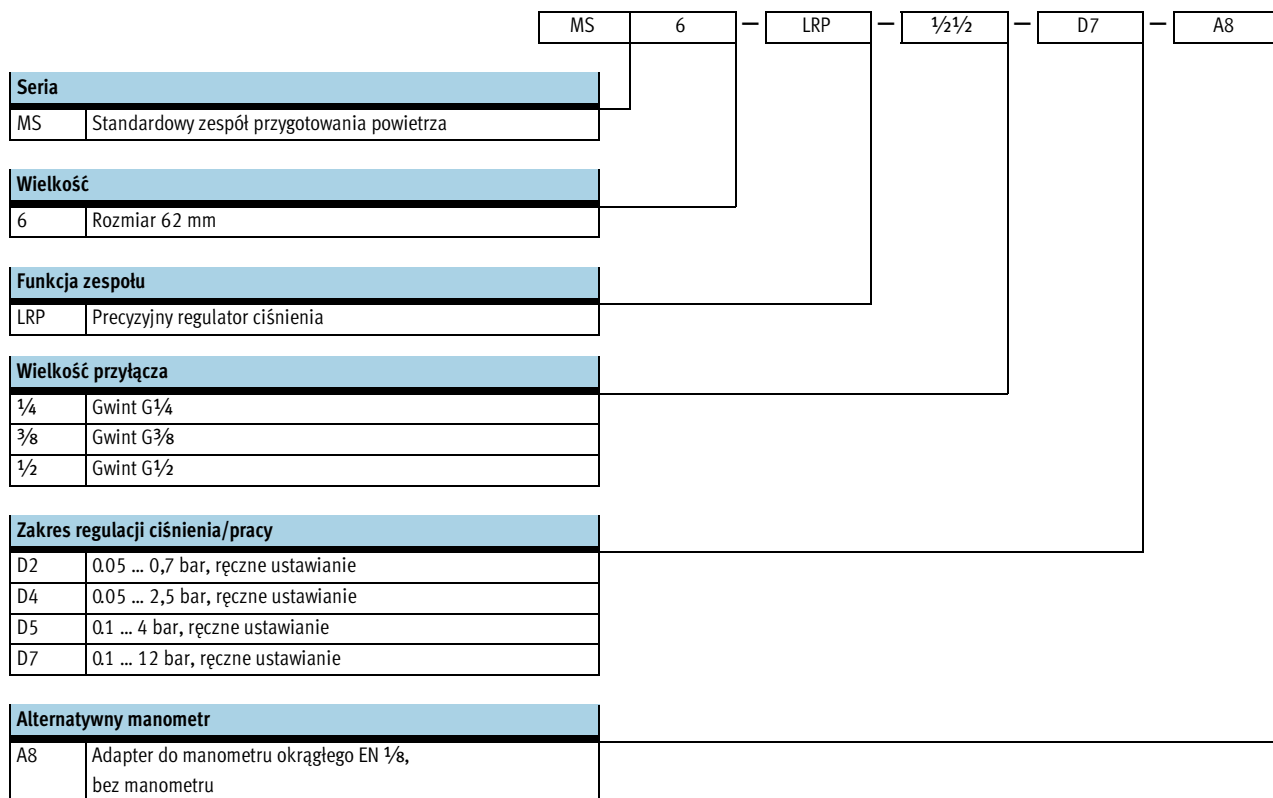 MS 6 – LRP – ½½ – D7 – A8
Seria
MS Standardowy zespół przygotowania powietrza
Wielkość
6 Rozmiar 62 mm
Funkcja zespołu
LRP Precyzyjny regulator ciśnienia
Wielkość przyłącza
¼ Gwint G¼
⅜ Gwint G⅜
½ Gwint G½
Zakres regulacji ciśnienia/pracy
D2 0.05 ... 0,7 bar, ręczne ustawianie
D4 0.05 ... 2,5 bar, ręczne ustawianie
D5 0.1 ... 4 bar, ręczne ustawianie
D7 0.1 ... 12 bar, ręczne ustawianie
Alternatywny manometr
A8 Adapter do manometru okrągłego EN ⅛,
bez manometru